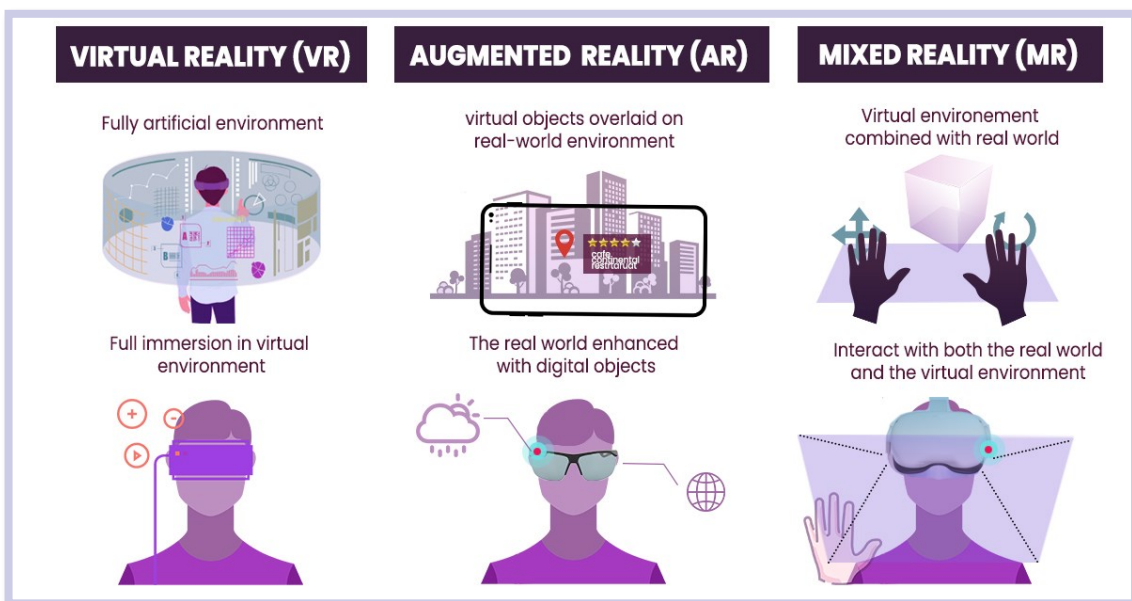 VIRTUAL REALITY (VR)
Fully artificial environment
A
B
Full immersion in virtual
environment
AUGMENTED REALITY (AR)
virtual objects overlaid on
real-world environment
cafe
continental
restrtaruat
The real world enhanced
with digital objects
MIXED REALITY (MR)
Virtual environement
combined with real world
Interact with both the real world
and the virtual environment